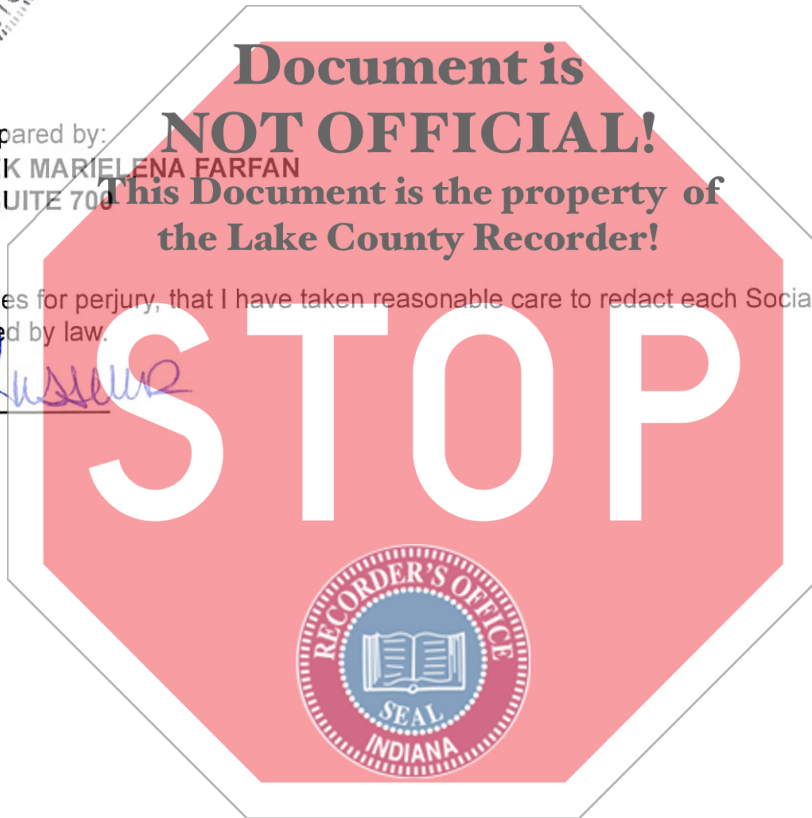 Document is
NOT OFFICIAL!
This Document is the property of
the Lake County Recorder!
pared by:
K MARIELENA FARFAN
UITE 700
es for perjury, that I have taken reasonable care to redact each Socia
ed by law.
STOP
RECORDER'S OFFICE
SEAL
INDIANA